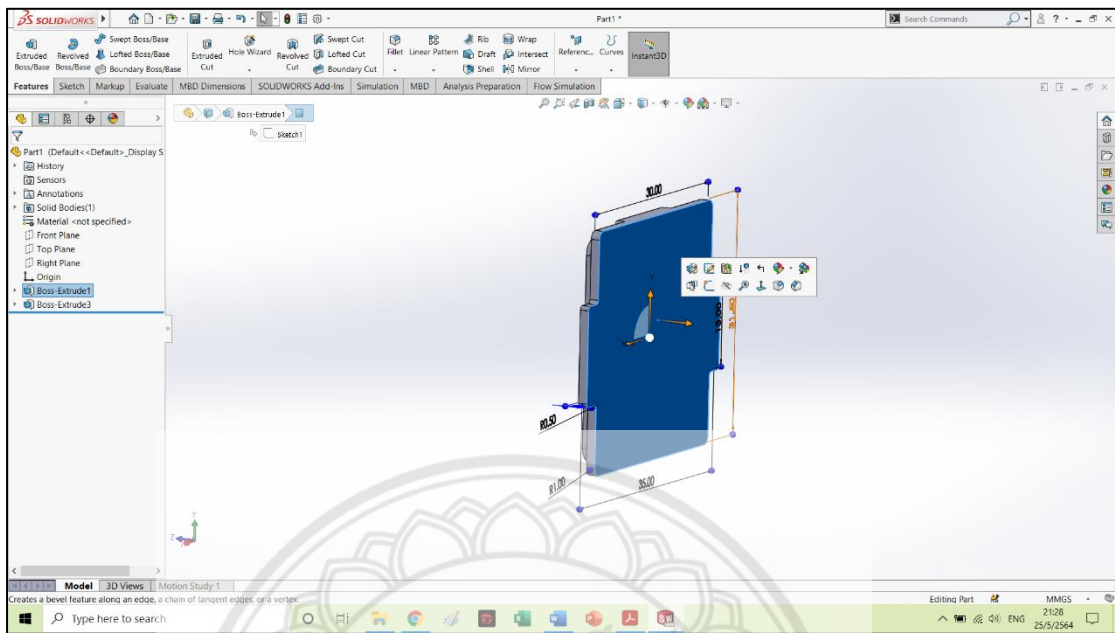 SOLIDWORKS
Part1 *
Search Commands
Extruded Boss/Base
Revolved Boss/Base
Swept Boss/Base
Lofted Boss/Base
Boundary Boss/Base
Extruded Cut
Hole Wizard
Revolved Cut
Swept Cut
Lofted Cut
Boundary Cut
Fillet
Linear Pattern
Rib
Draft
Shell
Wrap
Intersect
Mirror
Referenc...
Curves
Instant3D
Features Sketch Markup Evaluate MBD Dimensions SOLIDWORKS Add-Ins Simulation MBD Analysis Preparation Flow Simulation
Boss-Extrude1
Sketch1
Part1 (Default<<Default>_Display S
History
Sensors
Annotations
Solid Bodies(1)
Material <not specified>
Front Plane
Top Plane
Right Plane
Origin
Boss-Extrude1
Boss-Extrude3
30.00
19.00
R0.50
R1.00
35.00
Y
Z
Model 3D Views Motion Study 1
Creates a bevel feature along an edge, a chain of tangent edges, or a vertex.
Editing Part
MMGS
Type here to search
ENG
21:28
25/5/2564